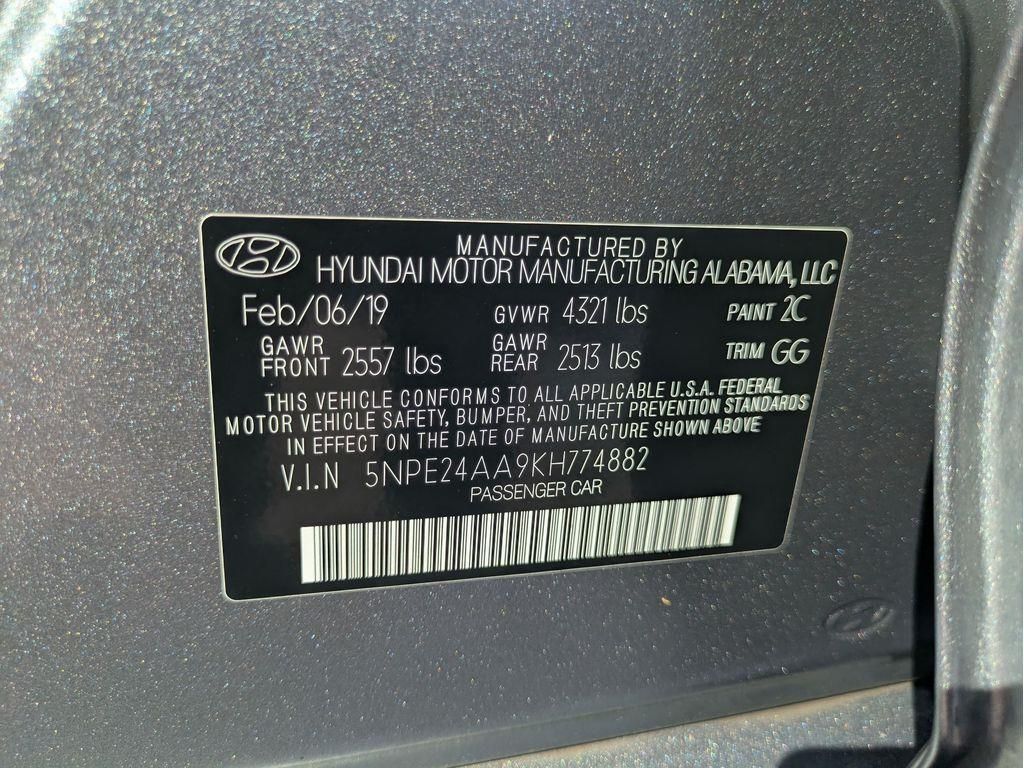 MANUFACTURED BY
HYUNDAI MOTOR MANUFACTURING ALABAMA, LLC
Feb/06/19 GVWR 4321 lbs PAINT 2C
GAWR FRONT 2557 lbs GAWR REAR 2513 lbs TRIM GG
THIS VEHICLE CONFORMS TO ALL APPLICABLE U.S.A. FEDERAL
MOTOR VEHICLE SAFETY, BUMPER, AND THEFT PREVENTION STANDARDS
IN EFFECT ON THE DATE OF MANUFACTURE SHOWN ABOVE
V.I.N 5NPE24AA9KH774882
PASSENGER CAR